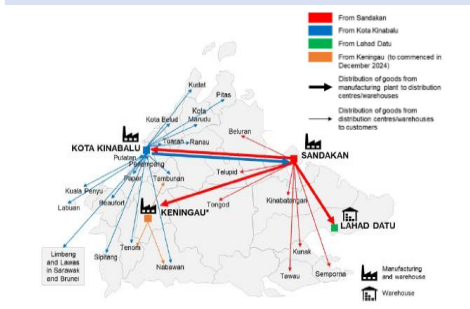 From Sandakan
From Kota Kinabalu
From Lahad Datu
From Keningau (to commenced in
December 2024)
Distribution of goods from
manufacturing plant to distribution
centres/warehouses
Distribution of goods from
distribution centres/warehouses
to customers
Kudat
Pitas
Kota
Marudu
Kota Belud
Tuaran
Ranau
Beluran
KOTA KINABALU
SANDAKAN
Putatan
Penampang
Papar
Tambunan
Telupid
Kuala Penyu
Beaufort
Kinabatangan
Labuan
Tongod
KENINGAU*
LAHAD DATU
Limbang
and Lawas
in Sarawak
and Brunei
Sipitang
Tenom
Nabawan
Kunak
Tawau
Semporna
Manufacturing
and warehouse
Warehouse